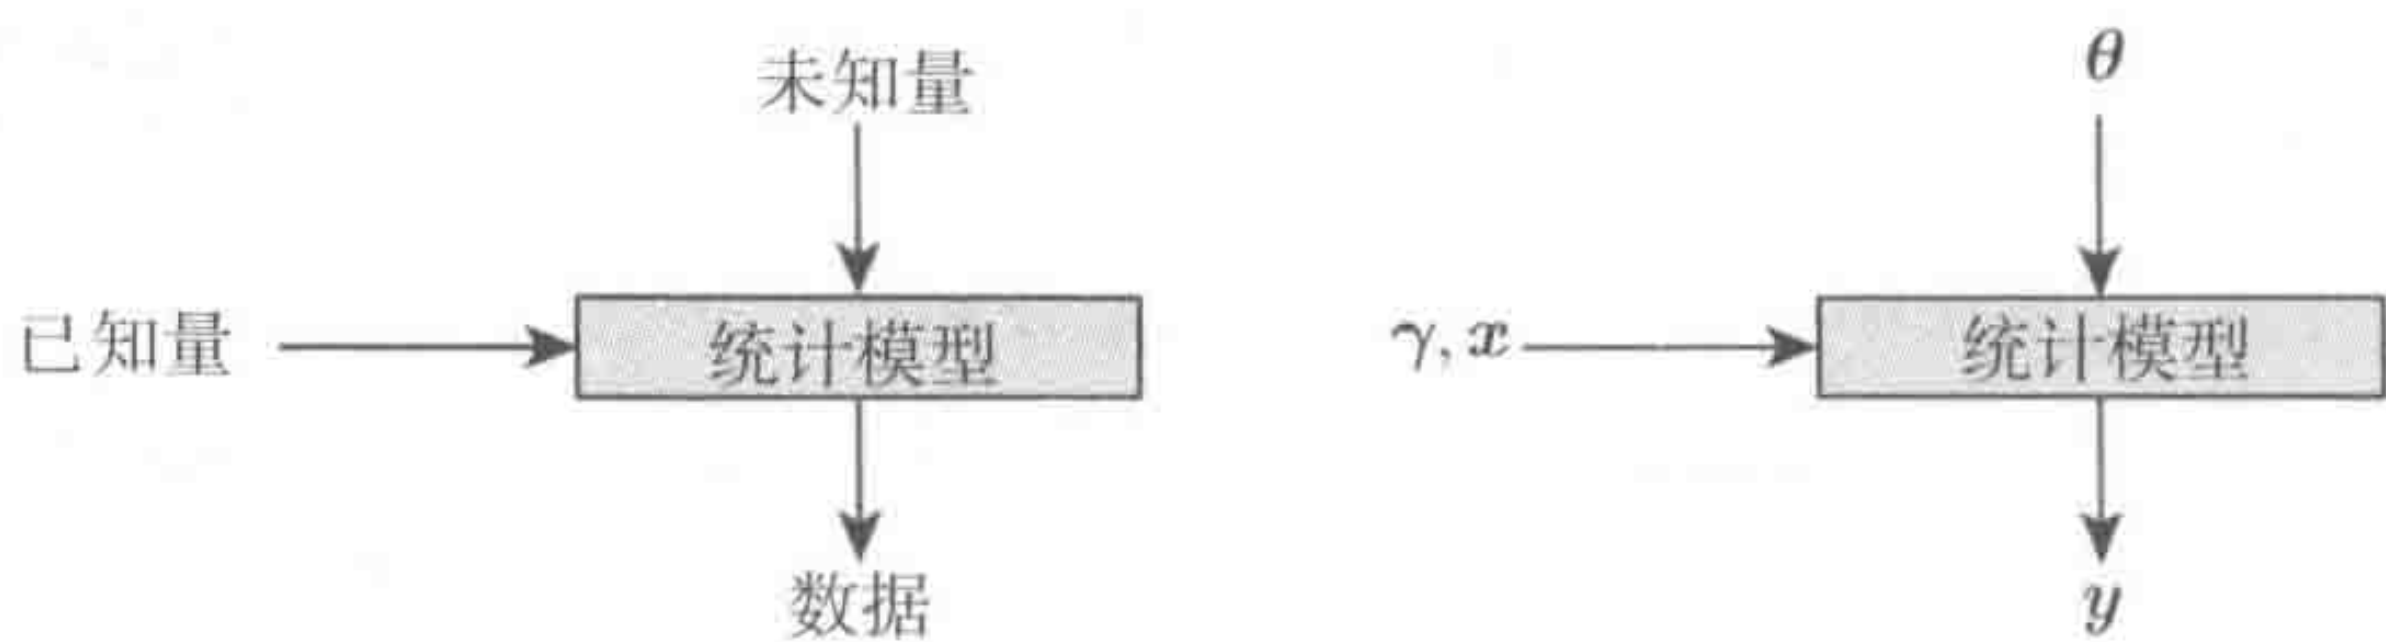 未知量
已知量
统计模型
数据
θ
γ, x
统计模型
y